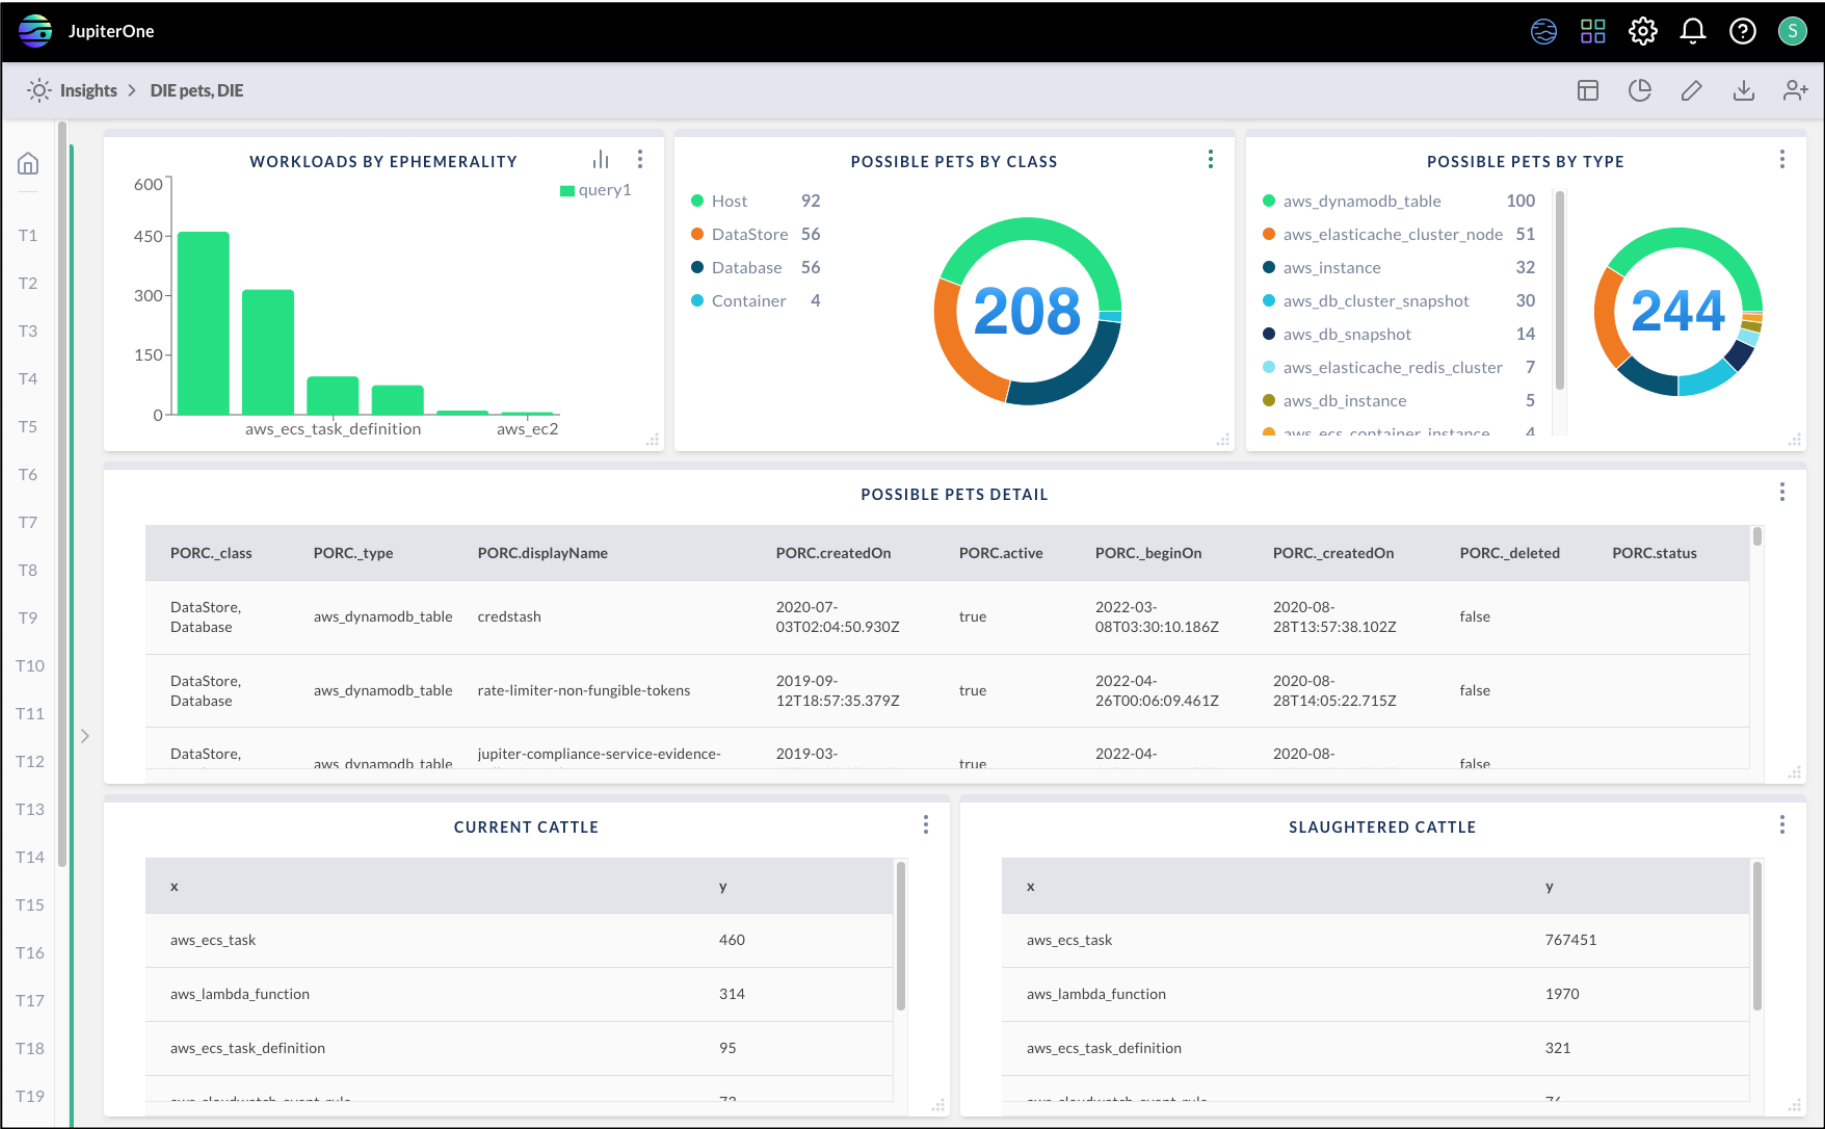 JupiterOne
S
Insights > DIE pets, DIE
T1
T2
T3
T4
T5
T6
T7
T8
T9
T10
T11
T12
T13
T14
T15
T16
T17
T18
T19
WORKLOADS BY EPHEMERALITY
query1
600
450
300
150
0
aws_ecs_task_definition aws_ec2
POSSIBLE PETS BY CLASS
Host 92
DataStore 56
Database 56
Container 4
208
POSSIBLE PETS BY TYPE
aws_dynamodb_table 100
aws_elasticache_cluster_node 51
aws_instance 32
aws_db_cluster_snapshot 30
aws_db_snapshot 14
aws_elasticache_redis_cluster 7
aws_db_instance 5
aws_ecs_container_instance 4
244
POSSIBLE PETS DETAIL
PORC._class PORC._type PORC.displayName PORC.createdOn PORC.active PORC._beginOn PORC._createdOn PORC._deleted PORC.status
DataStore, Database aws_dynamodb_table credstash 2020-07-03T02:04:50.930Z true 2022-03-08T03:30:10.186Z 2020-08-28T13:57:38.102Z false
DataStore, Database aws_dynamodb_table rate-limiter-non-fungible-tokens 2019-09-12T18:57:35.379Z true 2022-04-26T00:06:09.461Z 2020-08-28T14:05:22.715Z false
DataStore, aws_dynamodb_table jupiter-compliance-service-evidence- 2019-03- true 2022-04- 2020-08- false
CURRENT CATTLE
x y
aws_ecs_task 460
aws_lambda_function 314
aws_ecs_task_definition 95
aws_cloudwatch_event_rule
SLAUGHTERED CATTLE
x y
aws_ecs_task 767451
aws_lambda_function 1970
aws_ecs_task_definition 321
aws_cloudwatch_event_rule